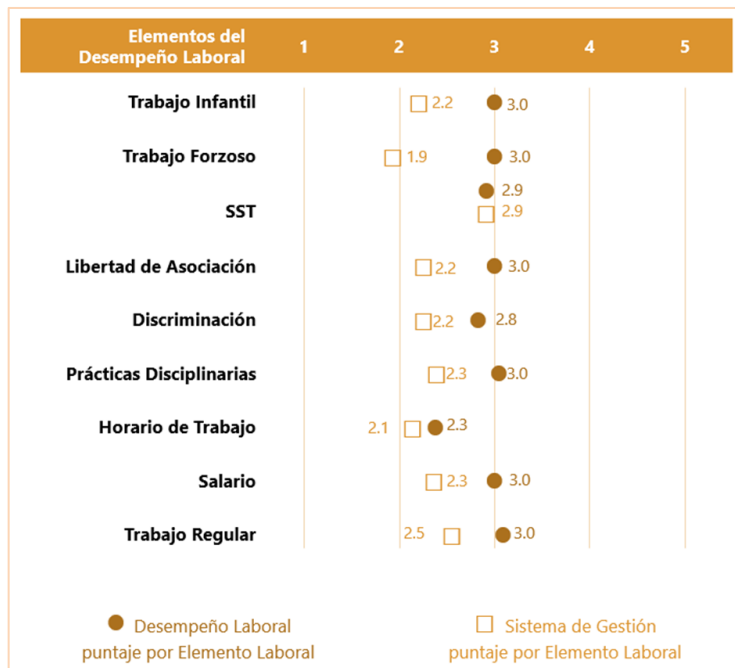 Elementos del
Desempeño Laboral 1 2 3 4 5
Trabajo Infantil 2.2 3.0
Trabajo Forzoso 1.9 3.0
2.9
SST 2.9
Libertad de Asociación 2.2 3.0
Discriminación 2.2 2.8
Prácticas Disciplinarias 2.3 3.0
Horario de Trabajo 2.1 2.3
Salario 2.3 3.0
Trabajo Regular 2.5 3.0
Desempeño Laboral
puntaje por Elemento Laboral
Sistema de Gestión
puntaje por Elemento Laboral